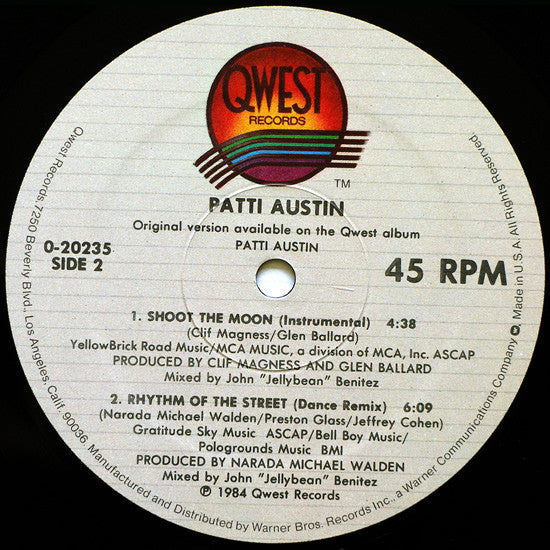 QWEST
RECORDS
TM
PATTI AUSTIN
Original version available on the Qwest album
PATTI AUSTIN
0-20235
SIDE 2
45 RPM
1. SHOOT THE MOON (Instrumental) 4:38
(Clif Magness/Glen Ballard)
YellowBrick Road Music/MCA MUSIC, a division of MCA, Inc. ASCAP
PRODUCED BY CLIF MAGNESS AND GLEN BALLARD
Mixed by John "Jellybean" Benitez
2. RHYTHM OF THE STREET (Dance Remix) 6:09
(Narada Michael Walden/Preston Glass/Jeffrey Cohen)
Gratitude Sky Music ASCAP/Bell Boy Music/
Pologrounds Music BMI
PRODUCED BY NARADA MICHAEL WALDEN
Mixed by John "Jellybean" Benitez
℗ 1984 Qwest Records
Qwest Records, 7250 Beverly Blvd., Los Angeles, Calif. 90036, Manufactured and Distributed by Warner Bros. Records Inc., a Warner Communications Company Made in U.S.A. All Rights Reserved.